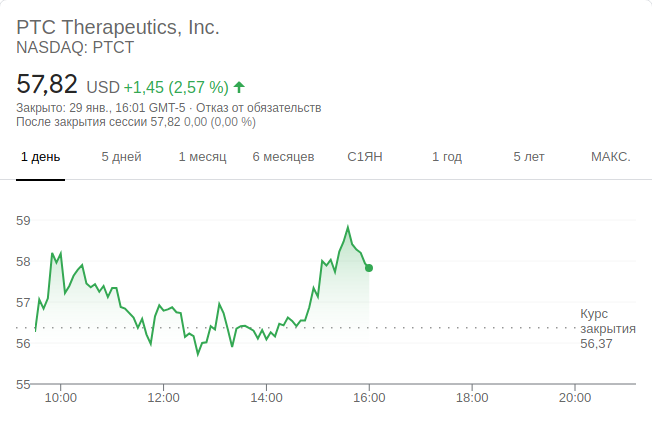 PTC Therapeutics, Inc.
NASDAQ: PTCT
57,82 USD +1,45 (2,57 %)
Закрыто: 29 янв., 16:01 GMT-5 · Отказ от обязательств
После закрытия сессии 57,82 0,00 (0,00 %)
1 день 5 дней 1 месяц 6 месяцев С1ЯН 1 год 5 лет МАКС.
59
58
57
56
55
Курс
закрытия
56,37
10:00 12:00 14:00 16:00 18:00 20:00